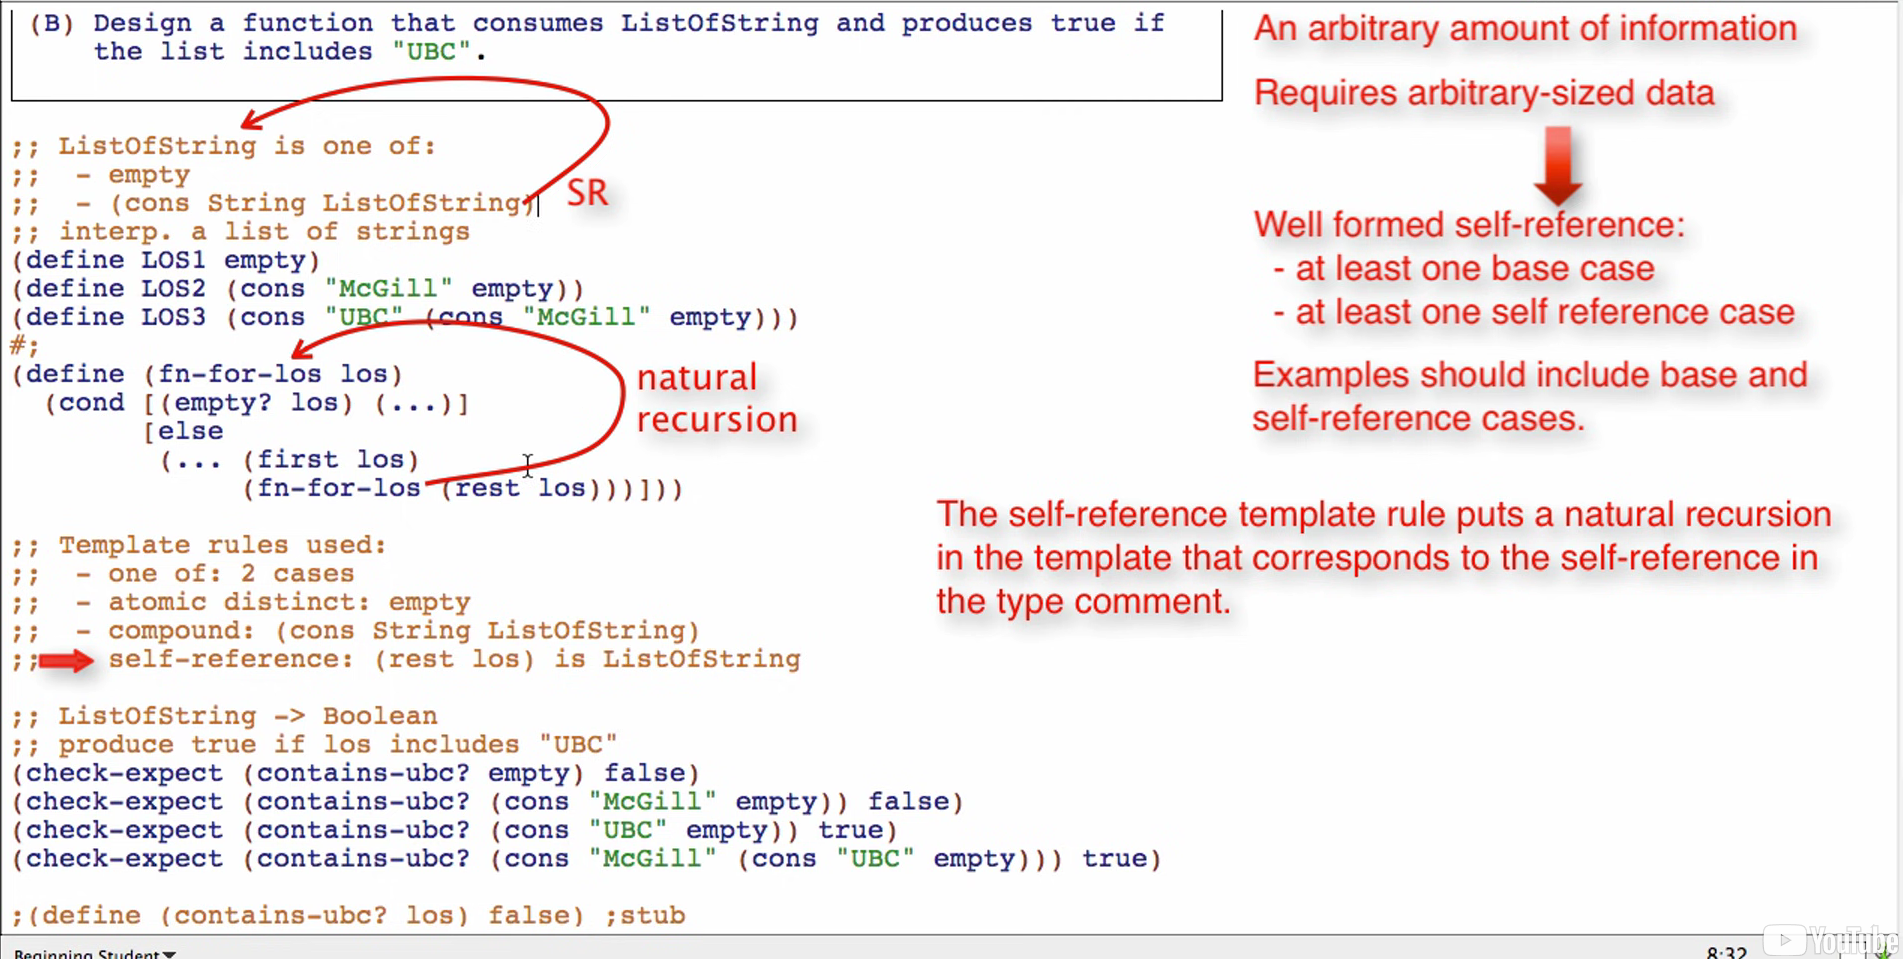 (B) Design a function that consumes ListOfString and produces true if
the list includes "UBC".
;; ListOfString is one of:
;;  - empty
;;  - (cons String ListOfString)
;; interp. a list of strings
(define LOS1 empty)
(define LOS2 (cons "McGill" empty))
(define LOS3 (cons "UBC" (cons "McGill" empty)))
#;
(define (fn-for-los los)
  (cond [(empty? los) (...)]
        [else
         (... (first los)
              (fn-for-los (rest los)))]))
;; Template rules used:
;;  - one of: 2 cases
;;  - atomic distinct: empty
;;  - compound: (cons String ListOfString)
;;    self-reference: (rest los) is ListOfString
;; ListOfString -> Boolean
;; produce true if los includes "UBC"
(check-expect (contains-ubc? empty) false)
(check-expect (contains-ubc? (cons "McGill" empty)) false)
(check-expect (contains-ubc? (cons "UBC" empty)) true)
(check-expect (contains-ubc? (cons "McGill" (cons "UBC" empty))) true)
;(define (contains-ubc? los) false) ;stub
SR
natural
recursion
An arbitrary amount of information
Requires arbitrary-sized data
Well formed self-reference:
- at least one base case
- at least one self reference case
Examples should include base and
self-reference cases.
The self-reference template rule puts a natural recursion
in the template that corresponds to the self-reference in
the type comment.
Beginning Student
8:32
YouTube